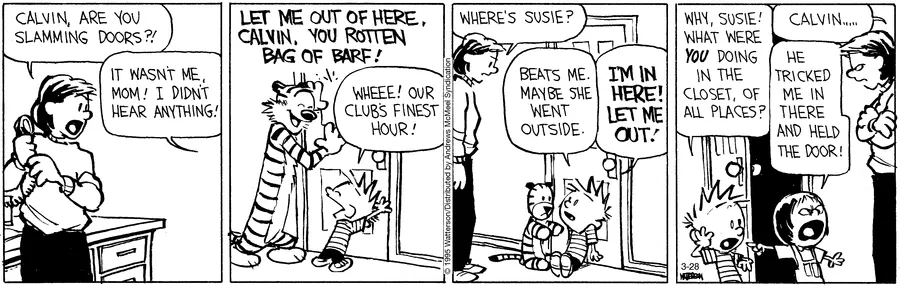 CALVIN, ARE YOU
SLAMMING DOORS?!
IT WASN'T ME,
MOM! I DIDN'T
HEAR ANYTHING!
LET ME OUT OF HERE,
CALVIN, YOU ROTTEN
BAG OF BARF!
WHEEE! OUR
CLUB'S FINEST
HOUR!
© 1995 Watterson/Distributed by Andrews McMeel Syndication
WHERE'S SUSIE?
BEATS ME.
MAYBE SHE
WENT
OUTSIDE.
I'M IN
HERE!
LET ME
OUT!
WHY, SUSIE!
WHAT WERE
YOU DOING
IN THE
CLOSET, OF
ALL PLACES?
CALVIN.....
HE
TRICKED
ME IN
THERE
AND HELD
THE DOOR!
3-28
WATTERSON